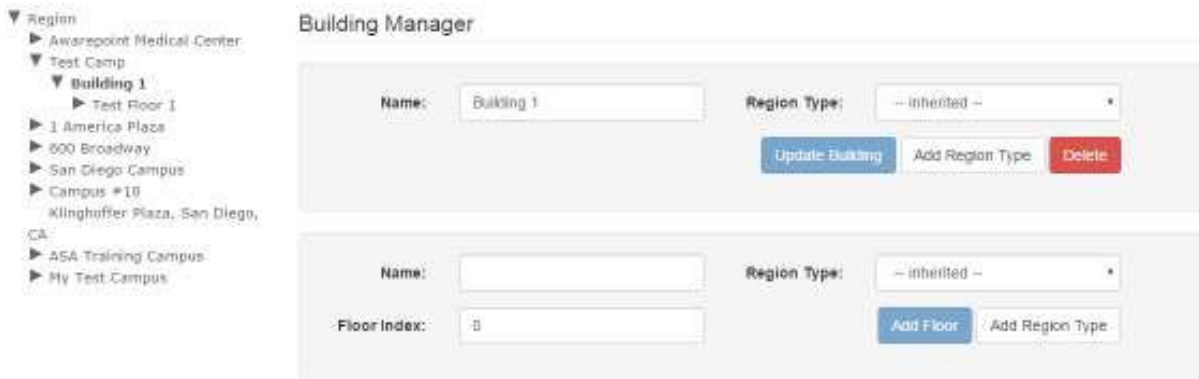 Region
Awarepoint Medical Center
Test Camp
Building 1
Test Floor 1
1 America Plaza
600 Broadway
San Diego Campus
Campus #10
Klinghoffer Plaza, San Diego,
CA
ASA Training Campus
My Test Campus
Building Manager
Name: Building 1 Region Type: -- inherited --
Update Building Add Region Type Delete
Name: Region Type: -- inherited --
Floor Index: 0 Add Floor Add Region Type